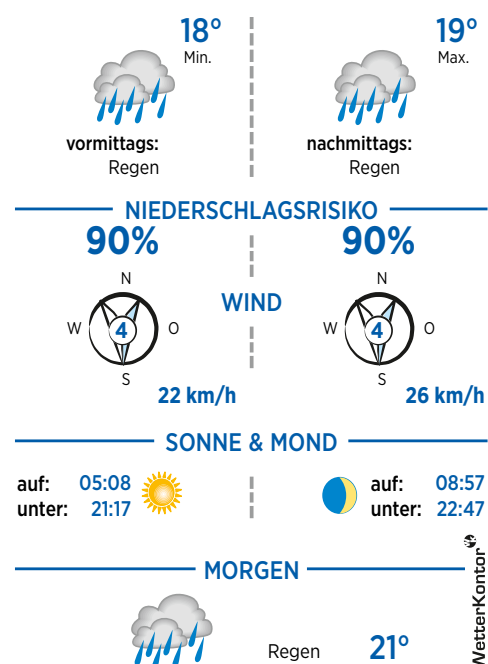 18° 19°
Min. Max.
vormittags: nachmittags:
Regen Regen
NIEDERSCHLAGSRISIKO
90% 90%
N N
WIND
W 4 O W 4 O
S S
22 km/h 26 km/h
SONNE & MOND
auf: 05:08 auf: 08:57
unter: 21:17 unter: 22:47
MORGEN
Regen 21°
WetterKontor